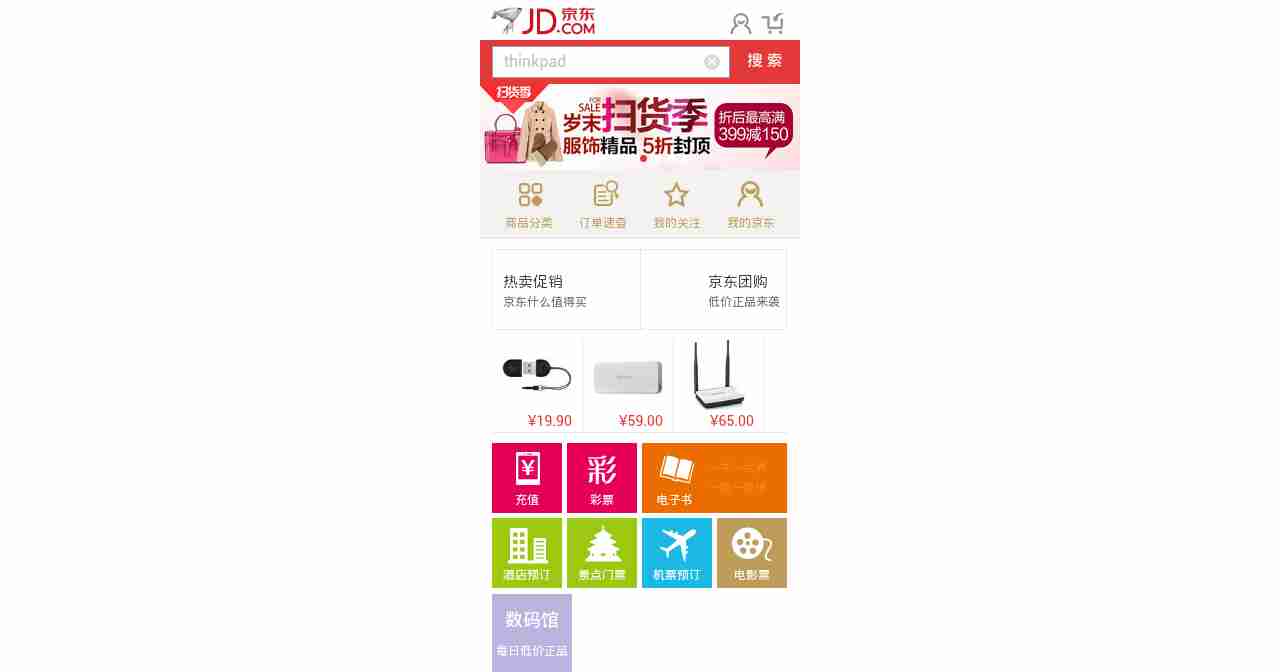 JD.京东
.COM
thinkpad
搜 索
扫货季
FOR
SALE
岁末扫货季
服饰精品 5折封顶
折后最高满
399减150
商品分类
订单速查
我的关注
我的京东
热卖促销
京东什么值得买
京东团购
低价正品来袭
¥19.90
¥59.00
¥65.00
¥
充值
彩
彩票
电子书
酒店预订
景点门票
机票预订
电影票
数码馆
每日低价正品